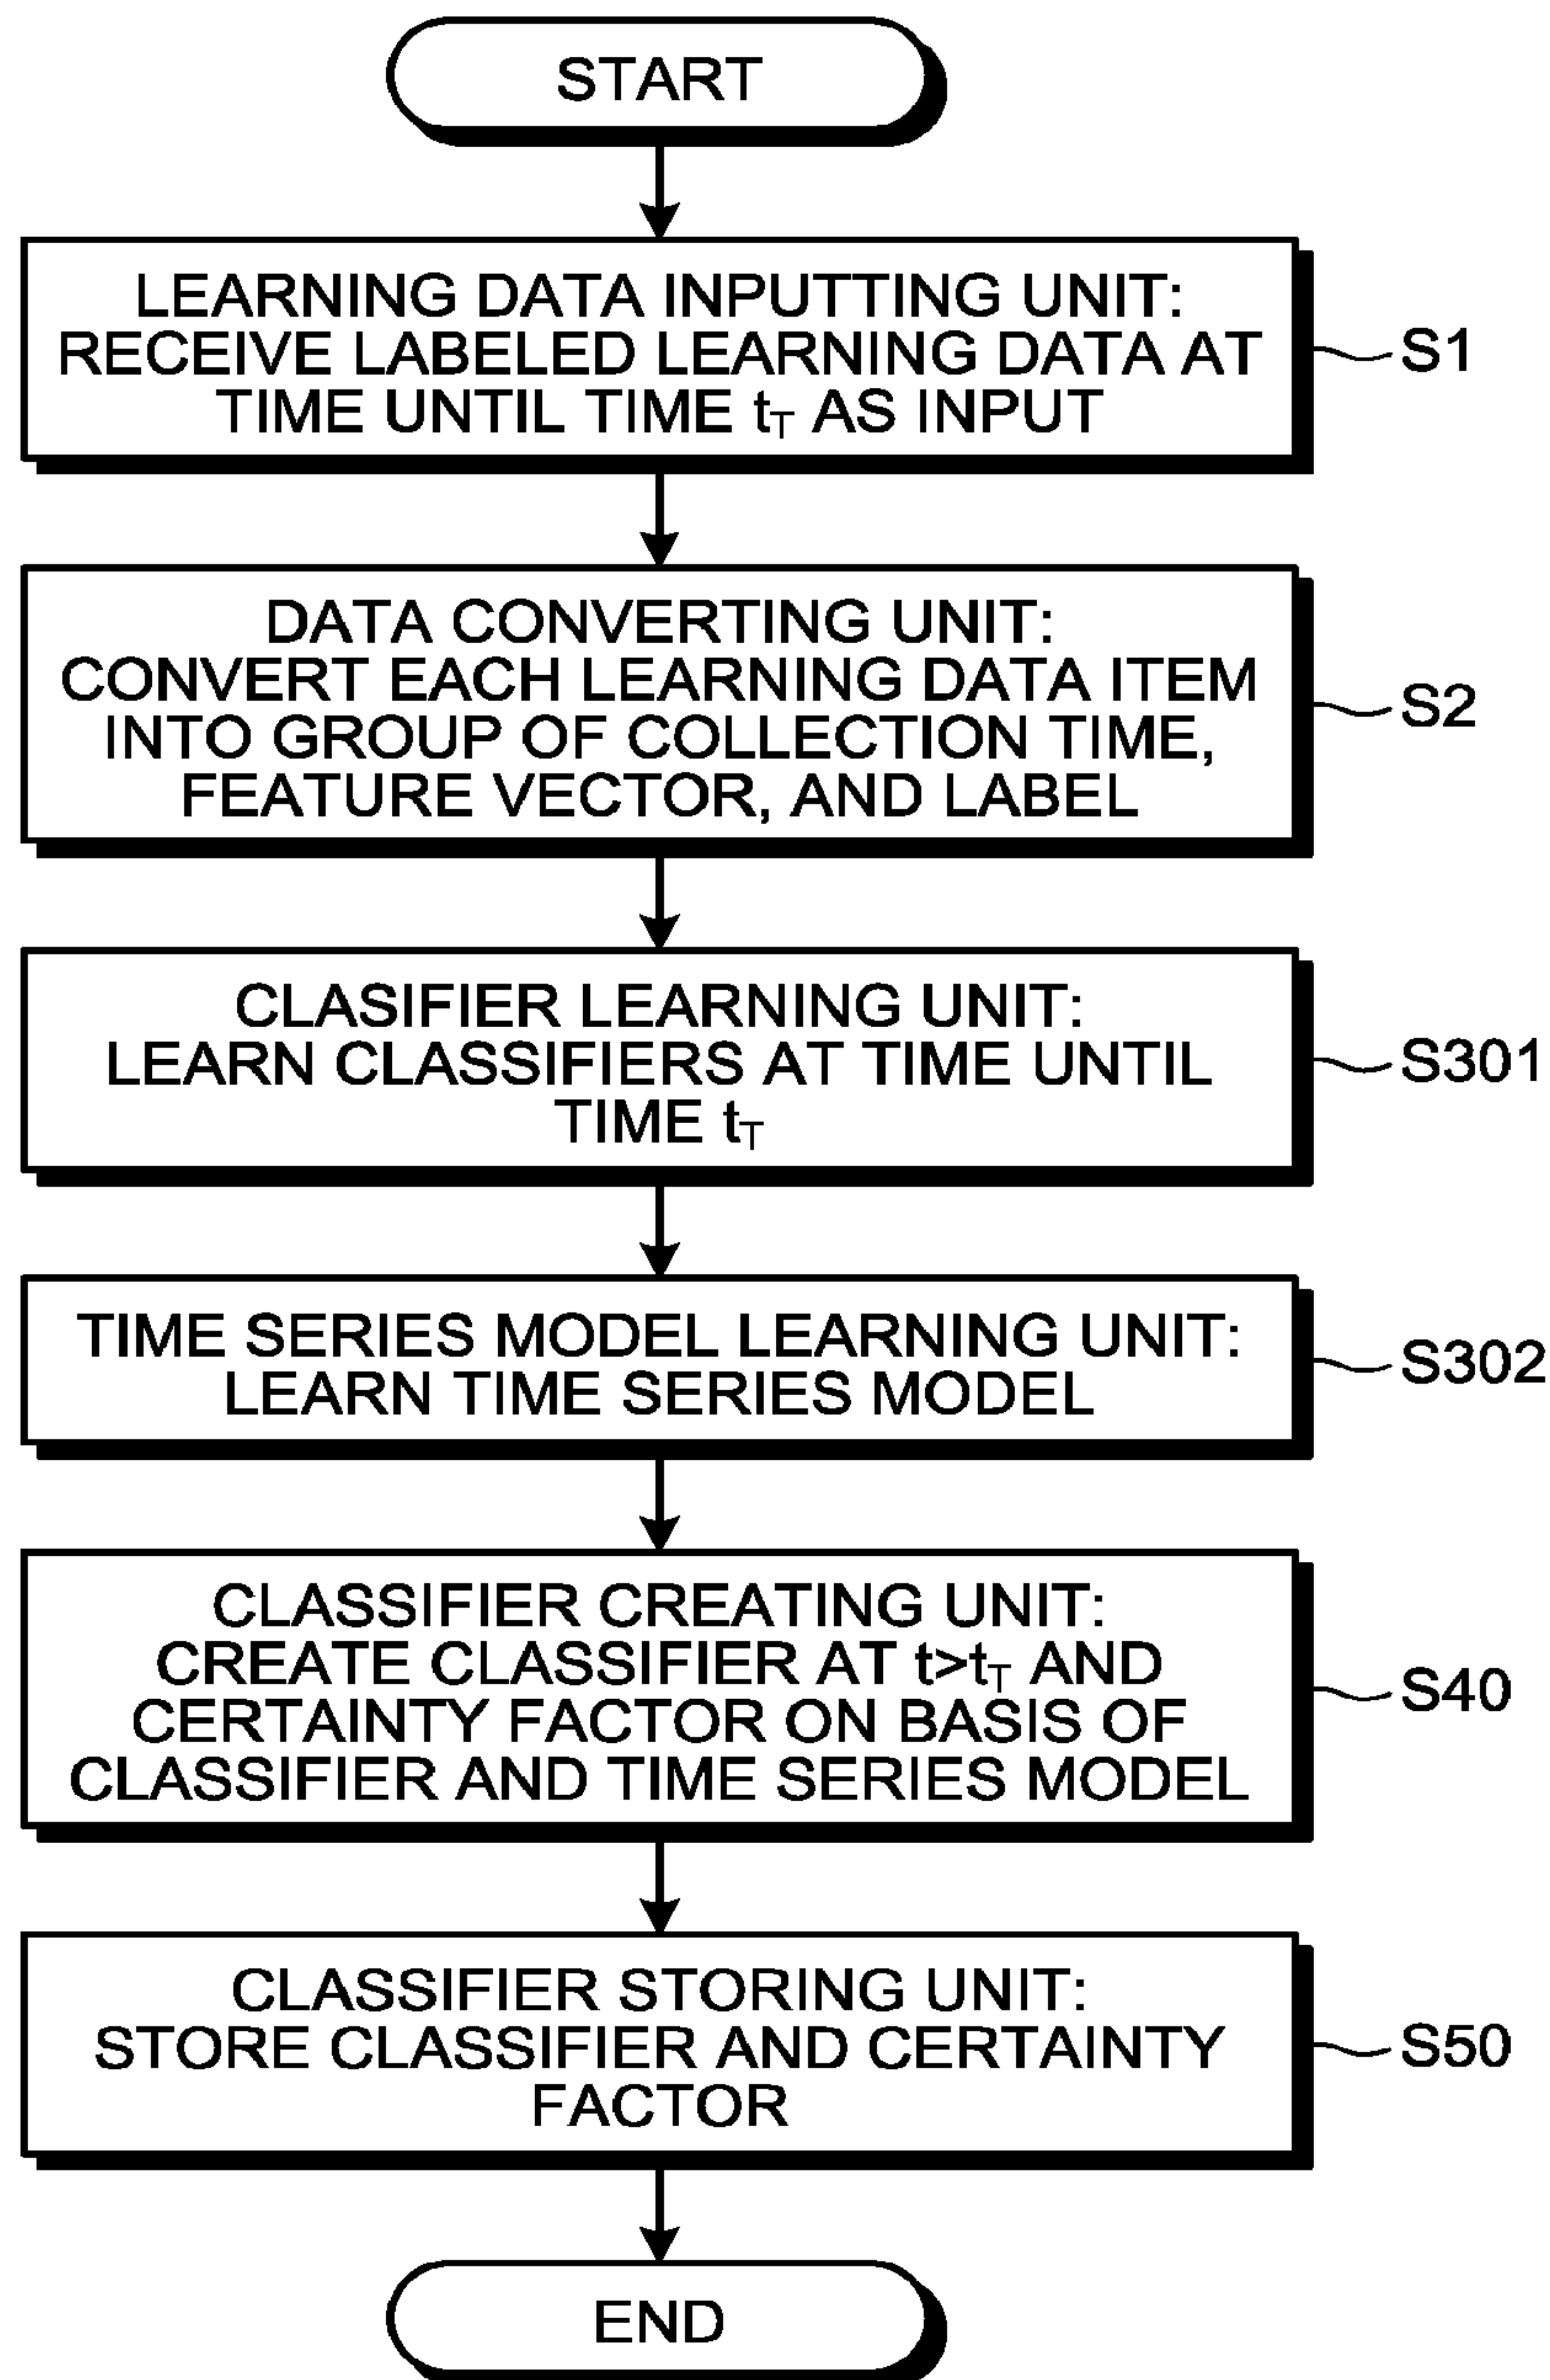 START
LEARNING DATA INPUTTING UNIT:
RECEIVE LABELED LEARNING DATA AT
TIME UNTIL TIME tT AS INPUT
S1
DATA CONVERTING UNIT:
CONVERT EACH LEARNING DATA ITEM
INTO GROUP OF COLLECTION TIME,
FEATURE VECTOR, AND LABEL
S2
CLASIFIER LEARNING UNIT:
LEARN CLASSIFIERS AT TIME UNTIL
TIME tT
S301
TIME SERIES MODEL LEARNING UNIT:
LEARN TIME SERIES MODEL
S302
CLASSIFIER CREATING UNIT:
CREATE CLASSIFIER AT t>tT AND
CERTAINTY FACTOR ON BASIS OF
CLASSIFIER AND TIME SERIES MODEL
S40
CLASSIFIER STORING UNIT:
STORE CLASSIFIER AND CERTAINTY
FACTOR
S50
END